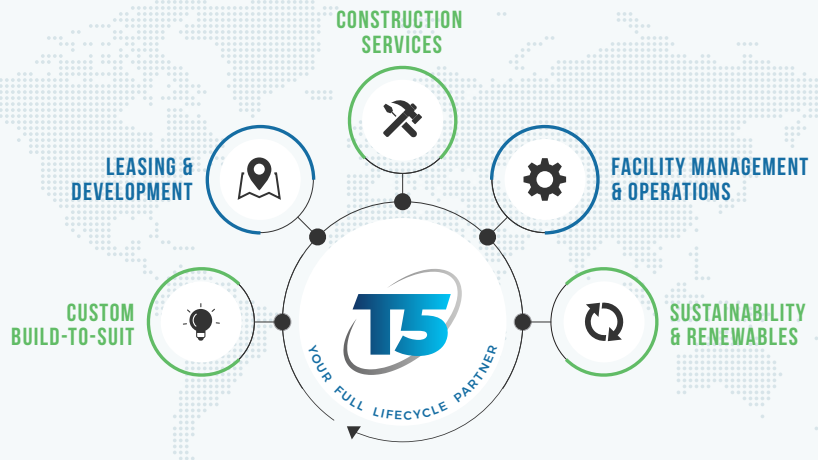 CONSTRUCTION
SERVICES
LEASING &
DEVELOPMENT
FACILITY MANAGEMENT
& OPERATIONS
CUSTOM
BUILD-TO-SUIT
SUSTAINABILITY
& RENEWABLES
T5
YOUR FULL LIFECYCLE PARTNER